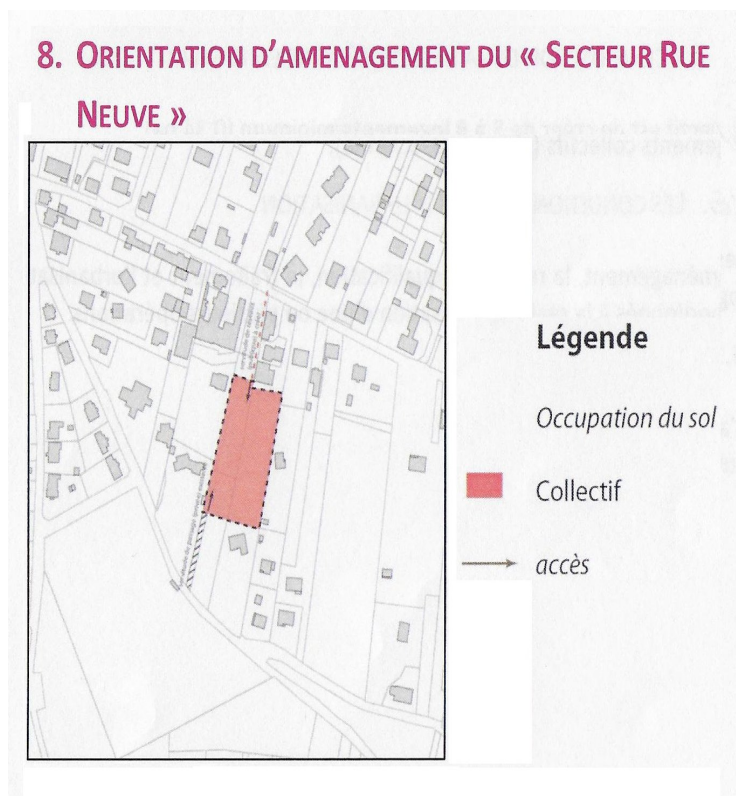 8. ORIENTATION D'AMENAGEMENT DU « SECTEUR RUE
NEUVE »
Légende
Occupation du sol
Collectif
accès